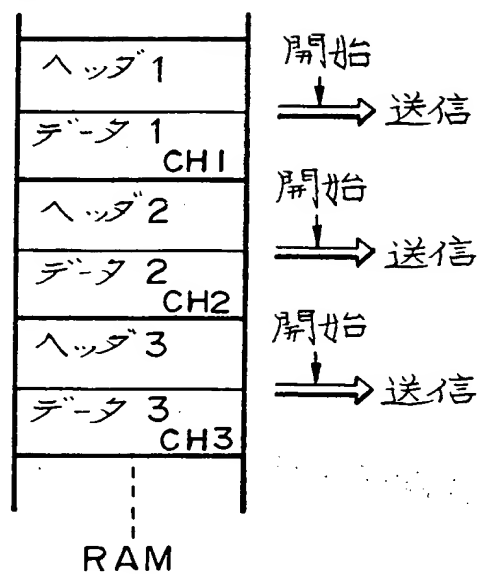 ヘッダ1
開始
送信
データ1
CH1
ヘッダ2
開始
送信
データ2
CH2
ヘッダ3
開始
送信
データ3
CH3
RAM